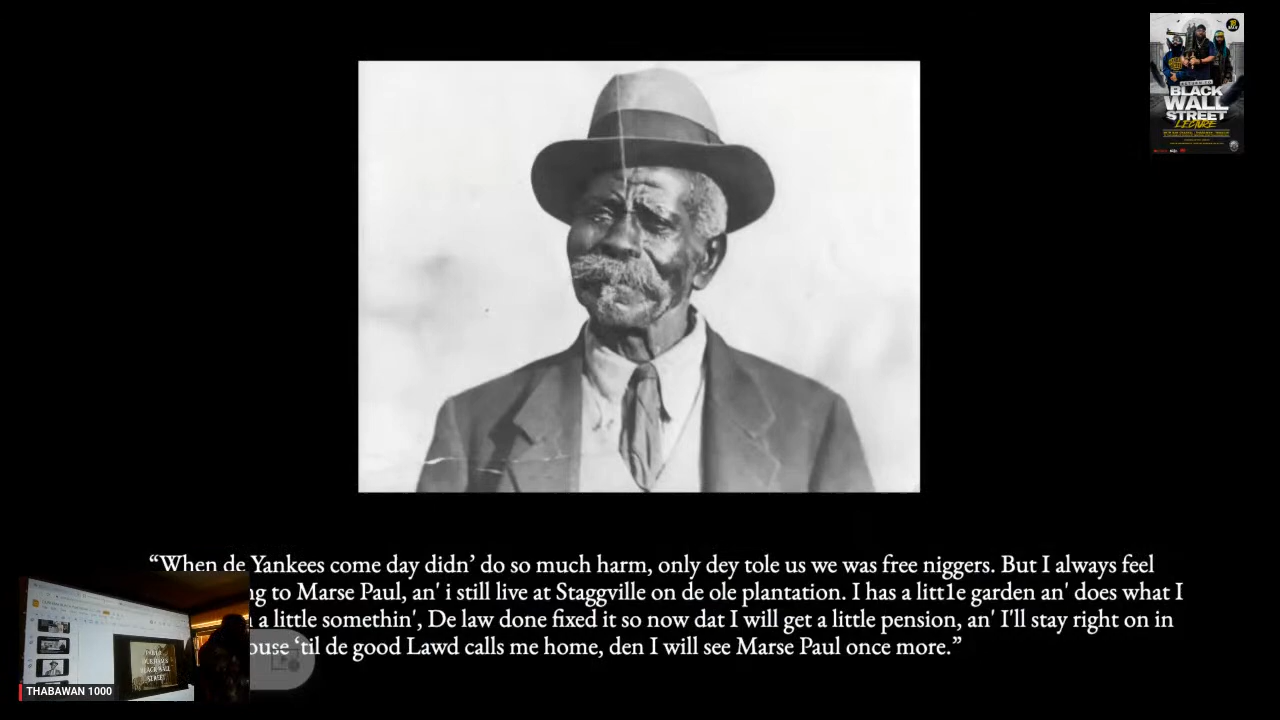 BLACK
WALL
STREET
LECTURE
“When de Yankees come day didn’ do so much harm, only dey tole us we was free niggers. But I always feel
to Marse Paul, an' i still live at Staggville on de ole plantation. I has a litt1e garden an' does what I
a little somethin', De law done fixed it so now dat I will get a little pension, an' I'll stay right on in
‘til de good Lawd calls me home, den I will see Marse Paul once more.”
BLACK WALL
STREET
THABAWAN 1000